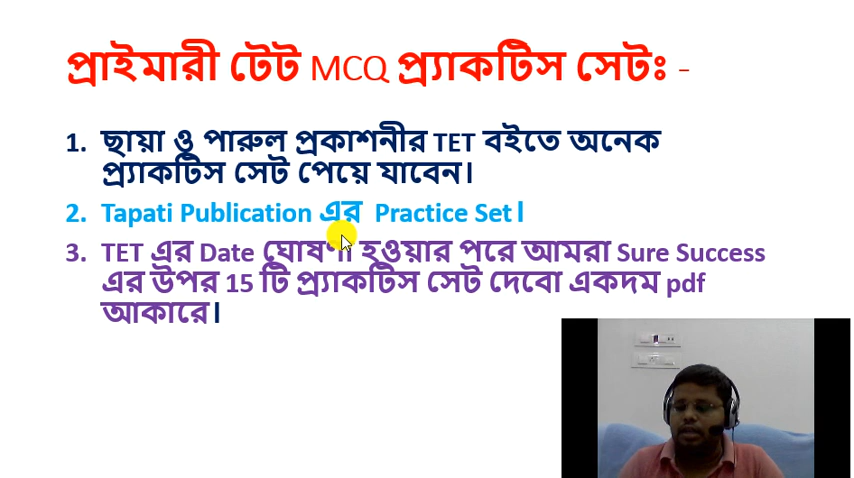 প্রাইমারী টেট MCQ প্র্যাকটিস সেটঃ -
1. ছায়া ও পারুল প্রকাশনীর TET বইতে অনেক
প্র্যাকটিস সেট পেয়ে যাবেন।
2. Tapati Publication এর Practice Set।
3. TET এর Date ঘোষণা হওয়ার পরে আমরা Sure Success
এর উপর 15 টি প্র্যাকটিস সেট দেবো একদম pdf
আকারে।